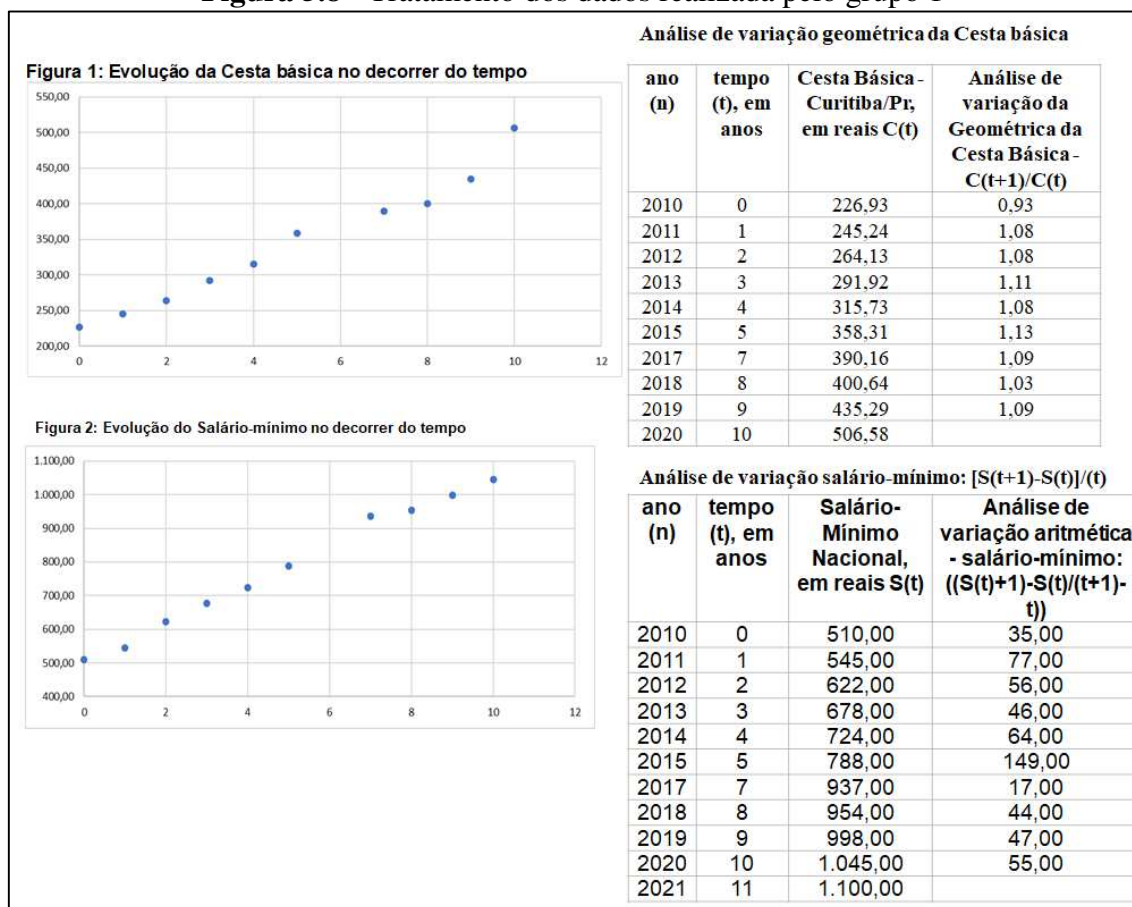 Figura 3.8 - Tratamento dos dados realizada pelo grupo 1
Análise de variação geométrica da Cesta básica
Figura 1: Evolução da Cesta básica no decorrer do tempo
550,00
500,00
450,00
400,00
350,00
300,00
250,00
200,00
0 2 4 6 8 10 12
ano (n) tempo (t), em anos Cesta Básica - Curitiba/Pr, em reais C(t) Análise de variação da Geométrica da Cesta Básica - C(t+1)/C(t)
2010 0 226,93 0,93
2011 1 245,24 1,08
2012 2 264,13 1,08
2013 3 291,92 1,11
2014 4 315,73 1,08
2015 5 358,31 1,13
2017 7 390,16 1,09
2018 8 400,64 1,03
2019 9 435,29 1,09
2020 10 506,58
Figura 2: Evolução do Salário-mínimo no decorrer do tempo
1.100,00
1.000,00
900,00
800,00
700,00
600,00
500,00
400,00
0 2 4 6 8 10 12
Análise de variação salário-mínimo: [S(t+1)-S(t)]/(t)
ano (n) tempo (t), em anos Salário-Mínimo Nacional, em reais S(t) Análise de variação aritmética - salário-mínimo: ((S(t)+1)-S(t)/(t+1)-t))
2010 0 510,00 35,00
2011 1 545,00 77,00
2012 2 622,00 56,00
2013 3 678,00 46,00
2014 4 724,00 64,00
2015 5 788,00 149,00
2017 7 937,00 17,00
2018 8 954,00 44,00
2019 9 998,00 47,00
2020 10 1.045,00 55,00
2021 11 1.100,00